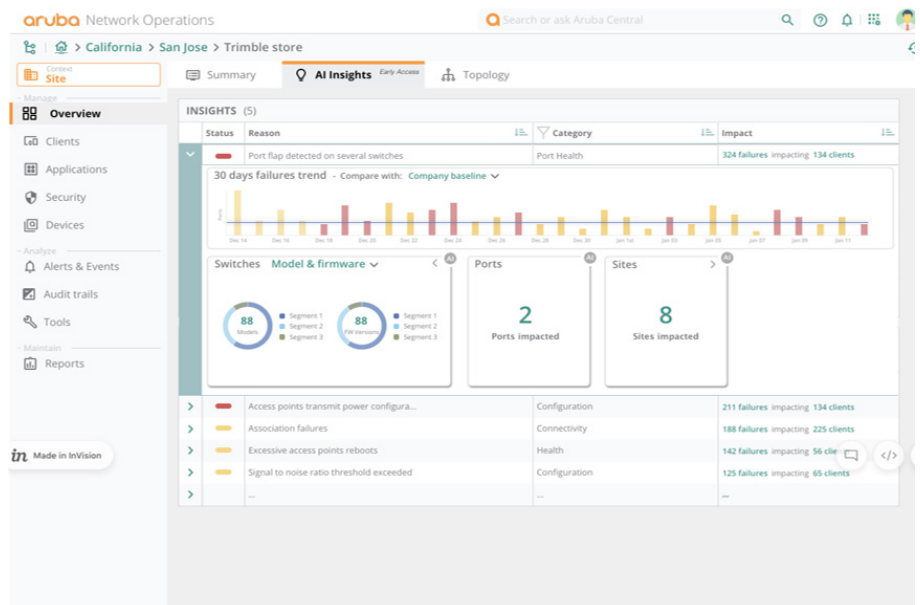 aruba Network Operations
Search or ask Aruba Central
> California > San Jose > Trimble store
Context
Site
Summary
AI Insights Early Access
Topology
Manage
Overview
Clients
Applications
Security
Devices
Analyze
Alerts & Events
Audit trails
Tools
Maintain
Reports
in Made in InVision
INSIGHTS (5)
Status Reason Category Impact
Port flap detected on several switches Port Health 324 failures impacting 134 clients
30 days failures trend - Compare with: Company baseline
Ports
Dec 14 Dec 16 Dec 18 Dec 20 Dec 22 Dec 24 Dec 26 Dec 28 Dec 30 Jan 1st Jan 03 Jan 05 Jan 07 Jan 09 Jan 11
Switches Model & firmware
AI
88
Models
Segment 1
Segment 2
Segment 3
88
FW Versions
Segment 1
Segment 2
Segment 3
Ports
AI
2
Ports impacted
Sites
AI
8
Sites impacted
Access points transmit power configura... Configuration 211 failures impacting 134 clients
Association failures Connectivity 188 failures impacting 225 clients
Excessive access points reboots Health 142 failures impacting 56 clie
Signal to noise ratio threshold exceeded Configuration 125 failures impacting 65 clients
... ... ...